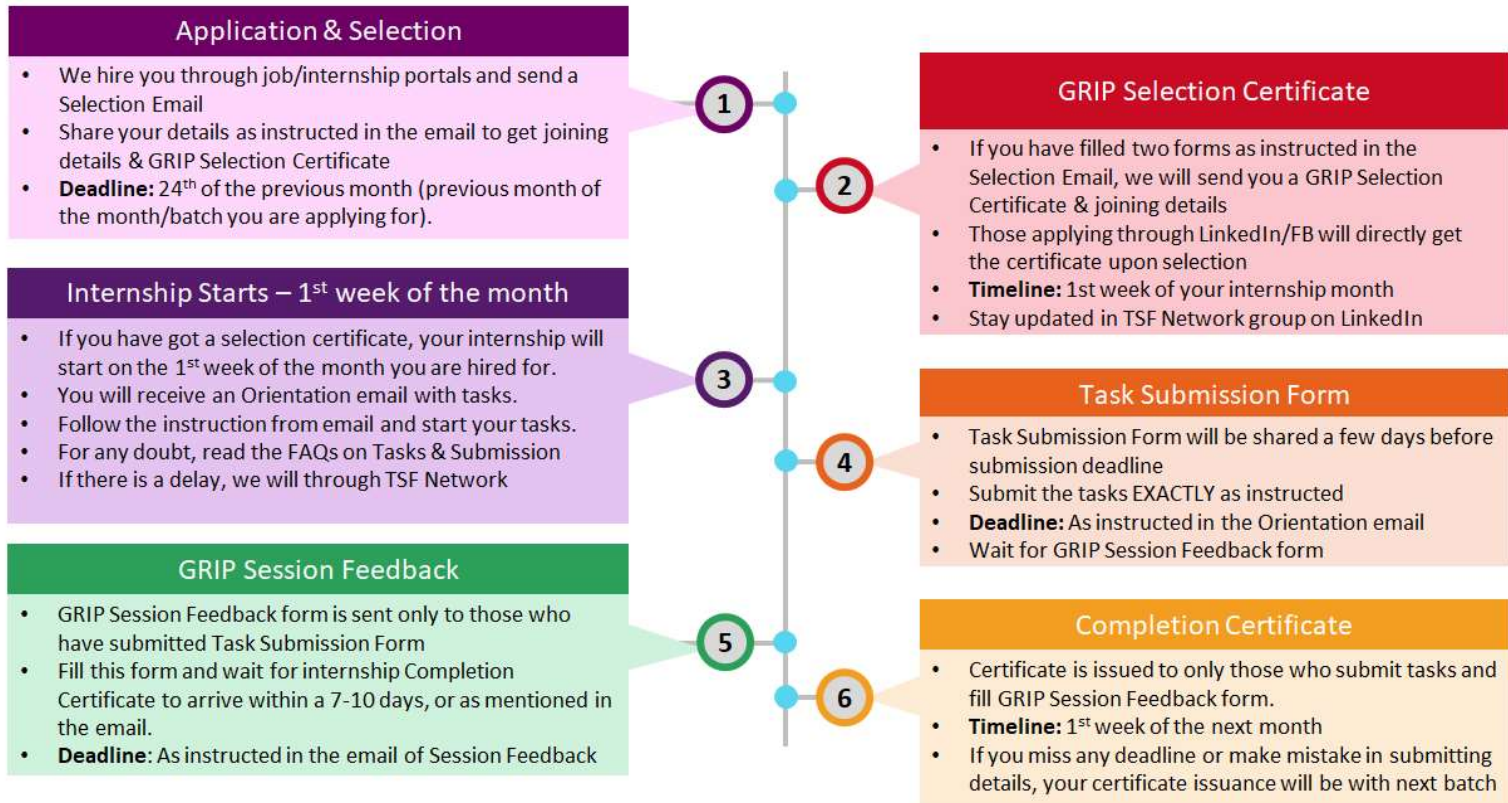 Application & Selection
• We hire you through job/internship portals and send a
Selection Email
• Share your details as instructed in the email to get joining
details & GRIP Selection Certificate
• Deadline: 24th of the previous month (previous month of
the month/batch you are applying for).
1
GRIP Selection Certificate
• If you have filled two forms as instructed in the
Selection Email, we will send you a GRIP Selection
Certificate & joining details
• Those applying through LinkedIn/FB will directly get
the certificate upon selection
• Timeline: 1st week of your internship month
• Stay updated in TSF Network group on LinkedIn
2
Internship Starts – 1st week of the month
• If you have got a selection certificate, your internship will
start on the 1st week of the month you are hired for.
• You will receive an Orientation email with tasks.
• Follow the instruction from email and start your tasks.
• For any doubt, read the FAQs on Tasks & Submission
• If there is a delay, we will through TSF Network
3
Task Submission Form
• Task Submission Form will be shared a few days before
submission deadline
• Submit the tasks EXACTLY as instructed
• Deadline: As instructed in the Orientation email
• Wait for GRIP Session Feedback form
4
GRIP Session Feedback
• GRIP Session Feedback form is sent only to those who
have submitted Task Submission Form
• Fill this form and wait for internship Completion
Certificate to arrive within a 7-10 days, or as mentioned in
the email.
• Deadline: As instructed in the email of Session Feedback
5
Completion Certificate
• Certificate is issued to only those who submit tasks and
fill GRIP Session Feedback form.
• Timeline: 1st week of the next month
• If you miss any deadline or make mistake in submitting
details, your certificate issuance will be with next batch
6